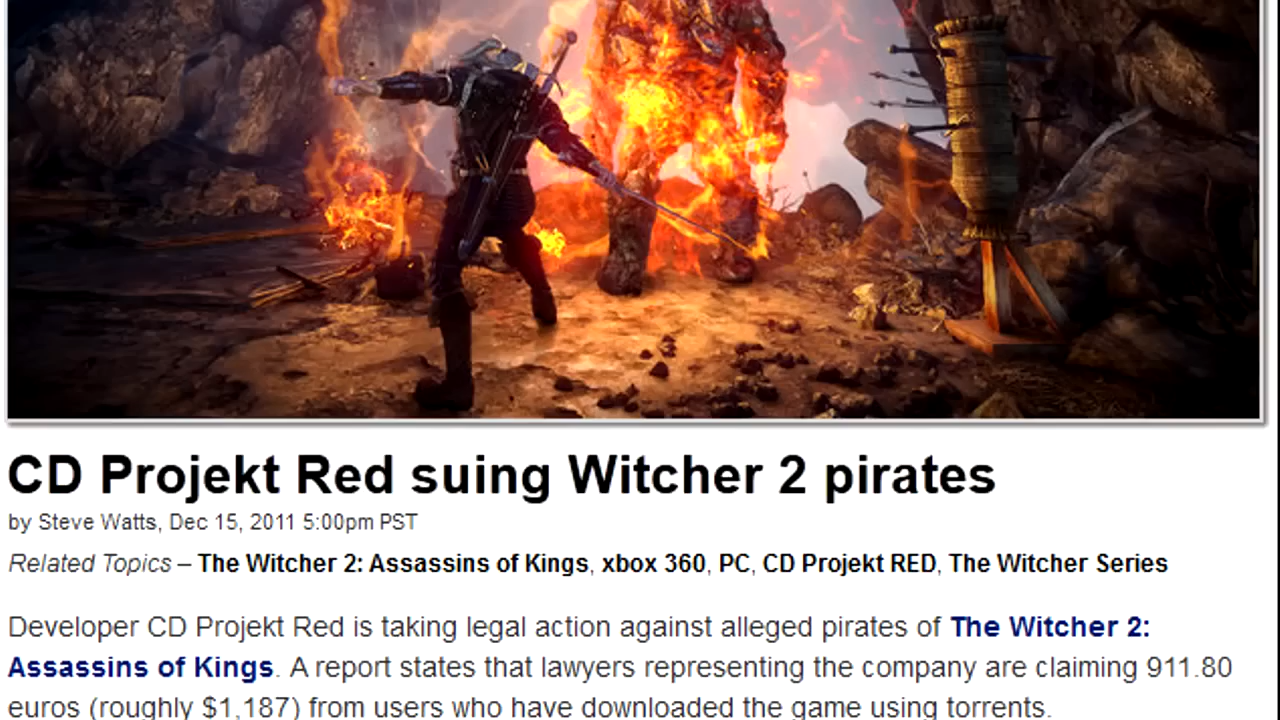 CD Projekt Red suing Witcher 2 pirates
by Steve Watts, Dec 15, 2011 5:00pm PST
Related Topics – The Witcher 2: Assassins of Kings, xbox 360, PC, CD Projekt RED, The Witcher Series
Developer CD Projekt Red is taking legal action against alleged pirates of The Witcher 2:
Assassins of Kings. A report states that lawyers representing the company are claiming 911.80
euros (roughly $1,187) from users who have downloaded the game using torrents.